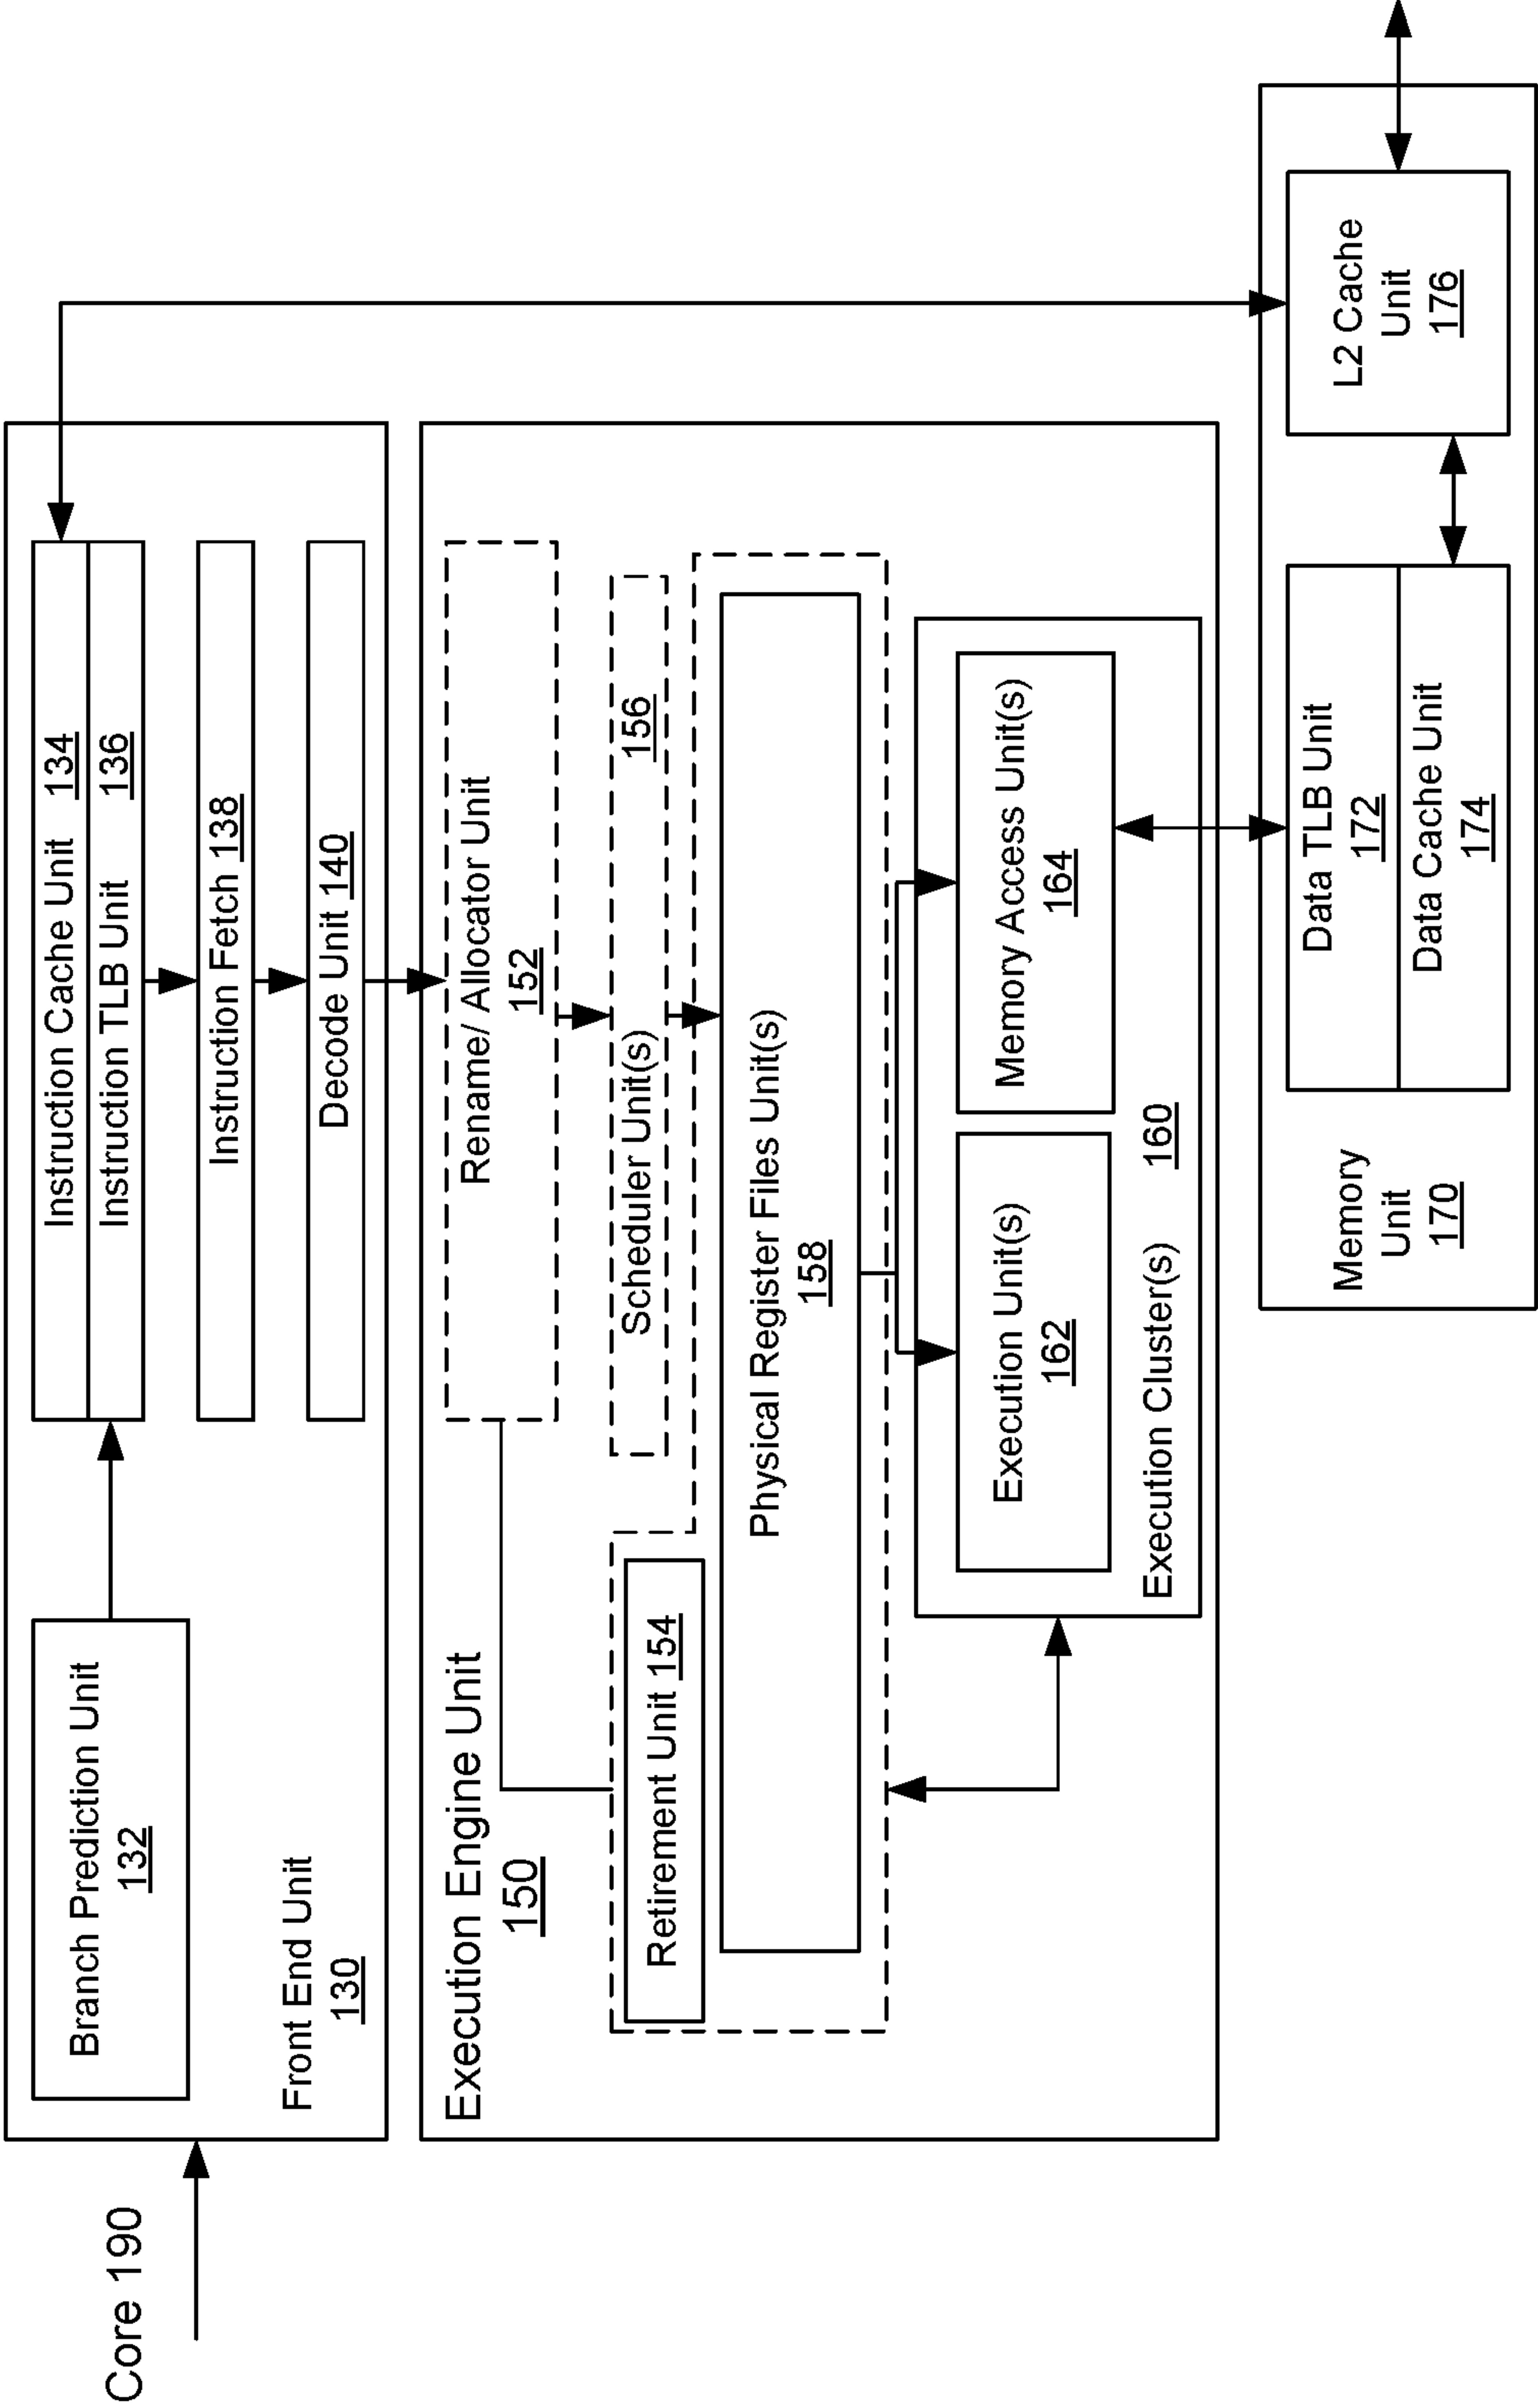 Core 190
Branch Prediction Unit
132
Instruction Cache Unit 134
Instruction TLB Unit 136
Instruction Fetch 138
Decode Unit 140
Front End Unit
130
Execution Engine Unit
150
Rename/ Allocator Unit
152
Scheduler Unit(s) 156
Retirement Unit 154
Physical Register Files Unit(s)
158
Execution Unit(s)
162
Memory Access Unit(s)
164
Execution Cluster(s) 160
Memory
Unit
170
Data TLB Unit
172
Data Cache Unit
174
L2 Cache
Unit
176